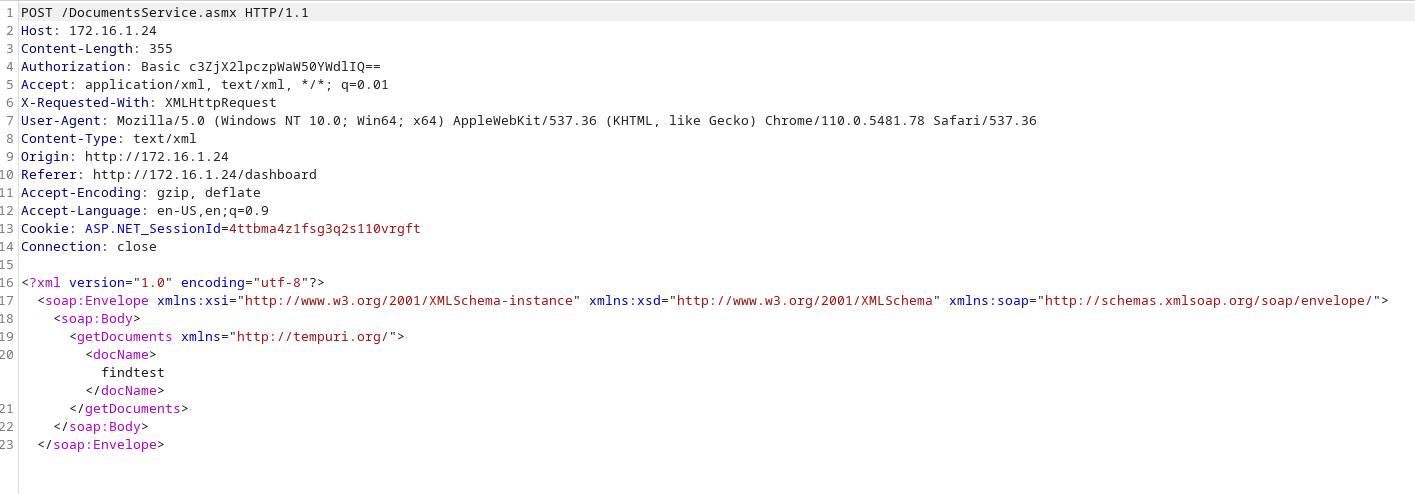 1 POST /DocumentsService.asmx HTTP/1.1
2 Host: 172.16.1.24
3 Content-Length: 355
4 Authorization: Basic c3ZjX2lpczpWaW50YWdlIQ==
5 Accept: application/xml, text/xml, */*; q=0.01
6 X-Requested-With: XMLHttpRequest
7 User-Agent: Mozilla/5.0 (Windows NT 10.0; Win64; x64) AppleWebKit/537.36 (KHTML, like Gecko) Chrome/110.0.5481.78 Safari/537.36
8 Content-Type: text/xml
9 Origin: http://172.16.1.24
10 Referer: http://172.16.1.24/dashboard
11 Accept-Encoding: gzip, deflate
12 Accept-Language: en-US,en;q=0.9
13 Cookie: ASP.NET_SessionId=4ttbma4z1fsg3q2s110vrgft
14 Connection: close
15
16 <?xml version="1.0" encoding="utf-8"?>
17 <soap:Envelope xmlns:xsi="http://www.w3.org/2001/XMLSchema-instance" xmlns:xsd="http://www.w3.org/2001/XMLSchema" xmlns:soap="http://schemas.xmlsoap.org/soap/envelope/">
18 <soap:Body>
19 <getDocuments xmlns="http://tempuri.org/">
20 <docName>
findtest
</docName>
21 </getDocuments>
22 </soap:Body>
23 </soap:Envelope>